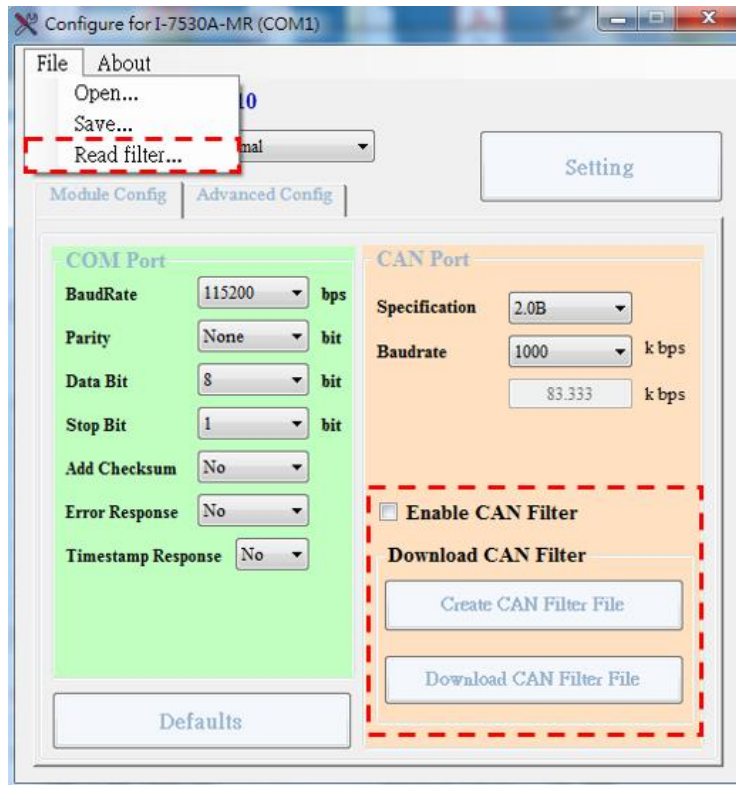 Configure for I-7530A-MR (COM1)
File About
Open...
Save...
Read filter...
Setting
Module Config Advanced Config
COM Port
BaudRate 115200 bps
Parity None bit
Data Bit 8 bit
Stop Bit 1 bit
Add Checksum No
Error Response No
Timestamp Response No
Defaults
CAN Port
Specification 2.0B
Baudrate 1000 k bps
83.333 k bps
Enable CAN Filter
Download CAN Filter
Create CAN Filter File
Download CAN Filter File